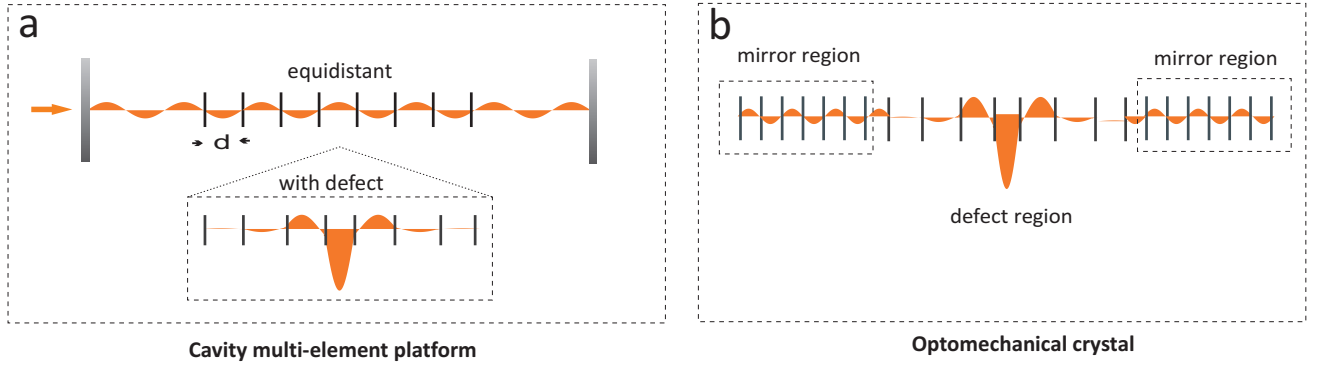 a
equidistant
d
with defect
Cavity multi-element platform
b
mirror region
mirror region
defect region
Optomechanical crystal